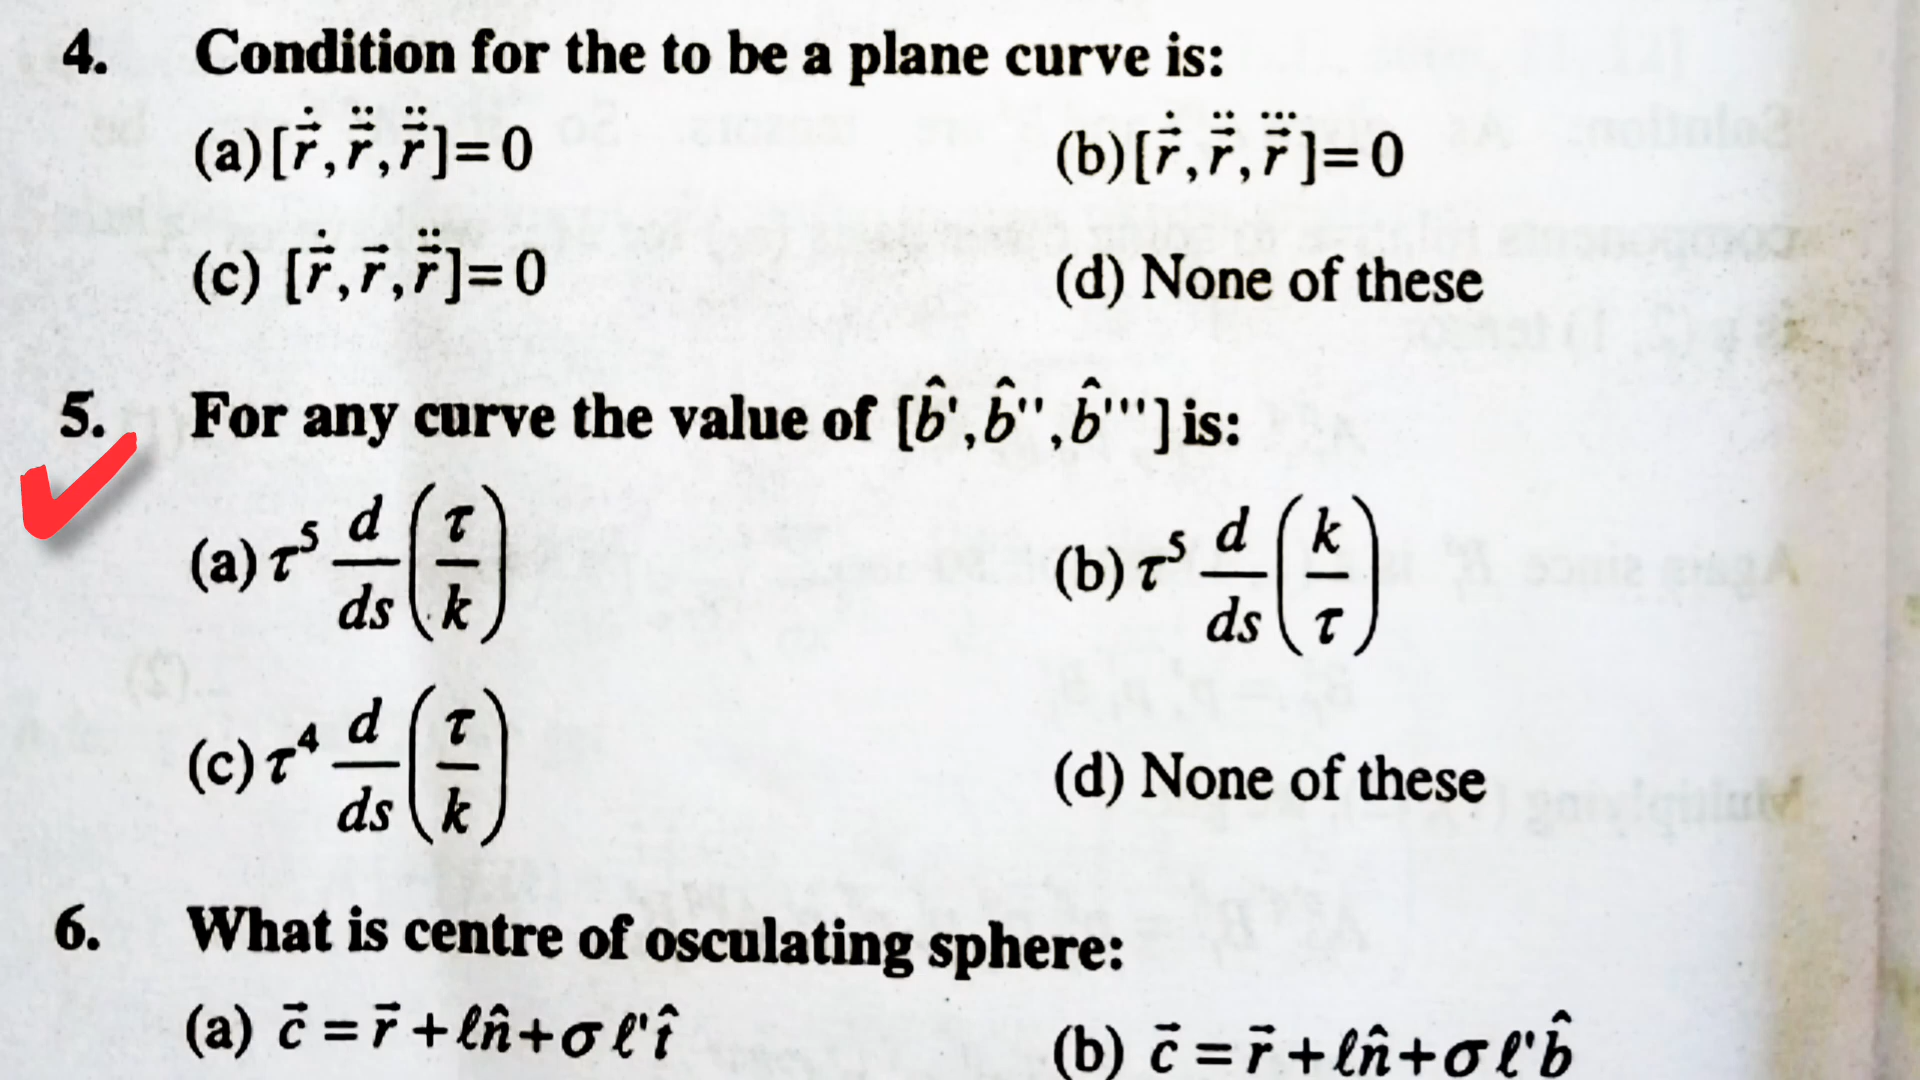 4. Condition for the to be a plane curve is:
(a) [ṙ⃗, r̈⃗, r̈⃗] = 0 (b) [ṙ⃗, r̈⃗, r⃛⃗] = 0
(c) [ṙ⃗, r⃗, r̈⃗] = 0 (d) None of these
5. For any curve the value of [b̂', b̂'', b̂'''] is:
(a) τ⁵ d/ds (τ/k) (b) τ⁵ d/ds (k/τ)
(c) τ⁴ d/ds (τ/k) (d) None of these
6. What is centre of osculating sphere:
(a) c⃗ = r⃗ + ℓn̂ + σ ℓ' t̂ (b) c⃗ = r⃗ + ℓn̂ + σ ℓ' b̂